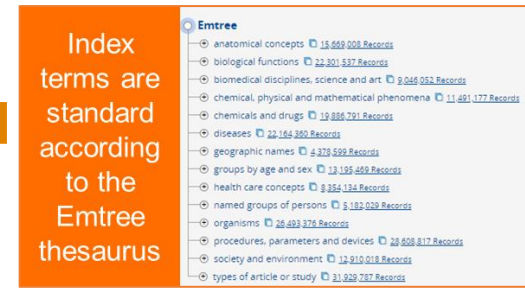 Index
terms are
standard
according
to the
Emtree
thesaurus
Emtree
anatomical concepts 15,669,008 Records
biological functions 22,301,537 Records
biomedical disciplines, science and art 9,046,052 Records
chemical, physical and mathematical phenomena 11,491,177 Records
chemicals and drugs 19,886,791 Records
diseases 22,164,360 Records
geographic names 4,378,599 Records
groups by age and sex 13,195,469 Records
health care concepts 8,354,134 Records
named groups of persons 5,182,029 Records
organisms 26,493,376 Records
procedures, parameters and devices 28,608,817 Records
society and environment 12,910,018 Records
types of article or study 31,929,787 Records